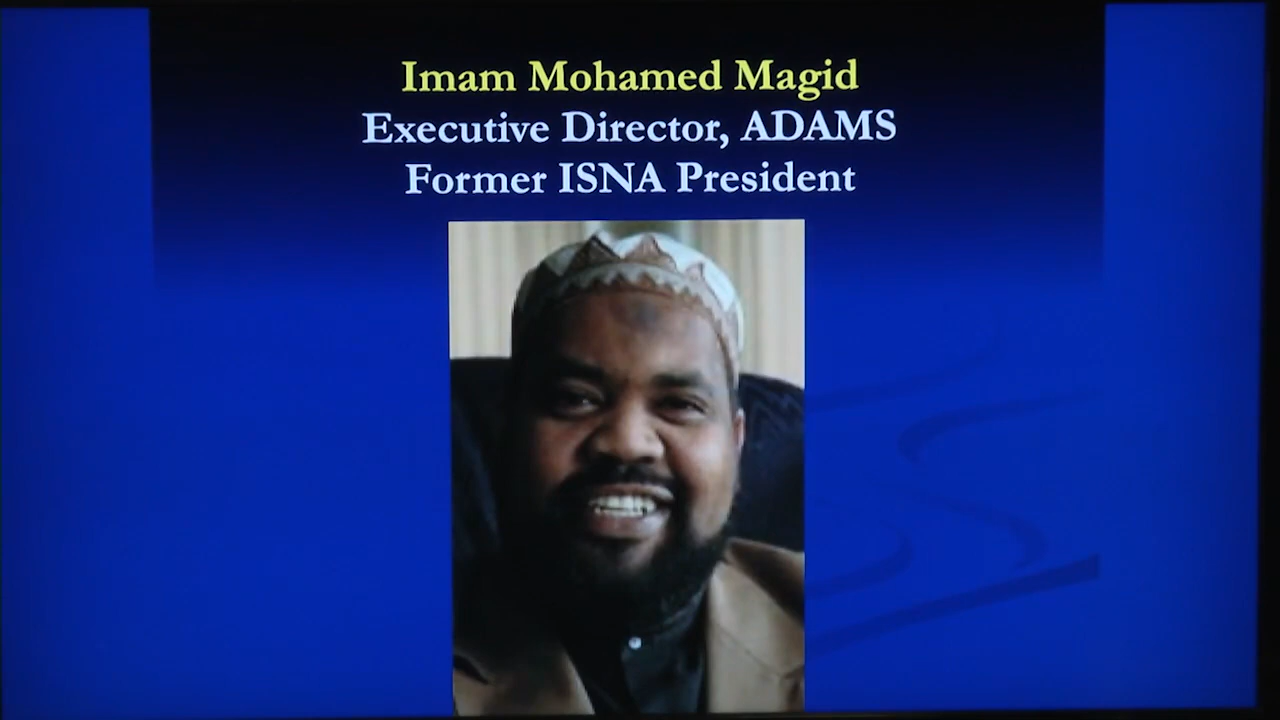 Imam Mohamed Magid
Executive Director, ADAMS
Former ISNA President